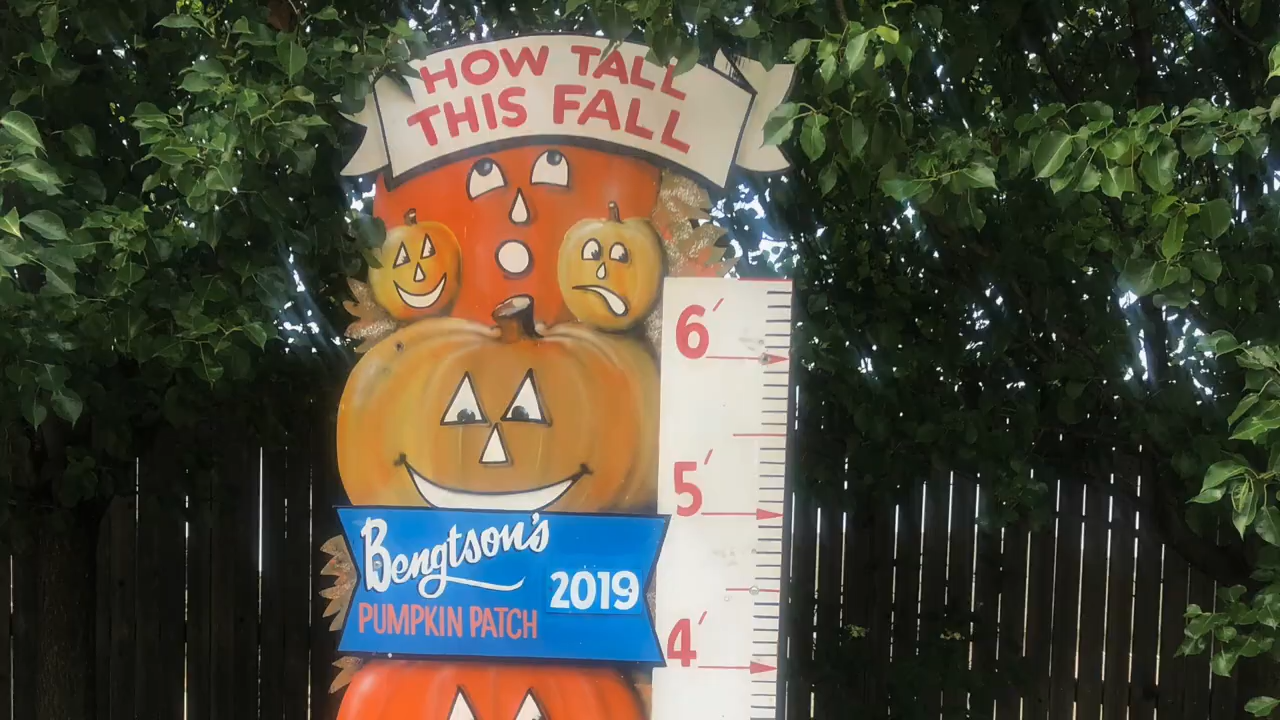 HOW TALL
THIS FALL
6'
5'
Bengtson's
2019
PUMPKIN PATCH
4'